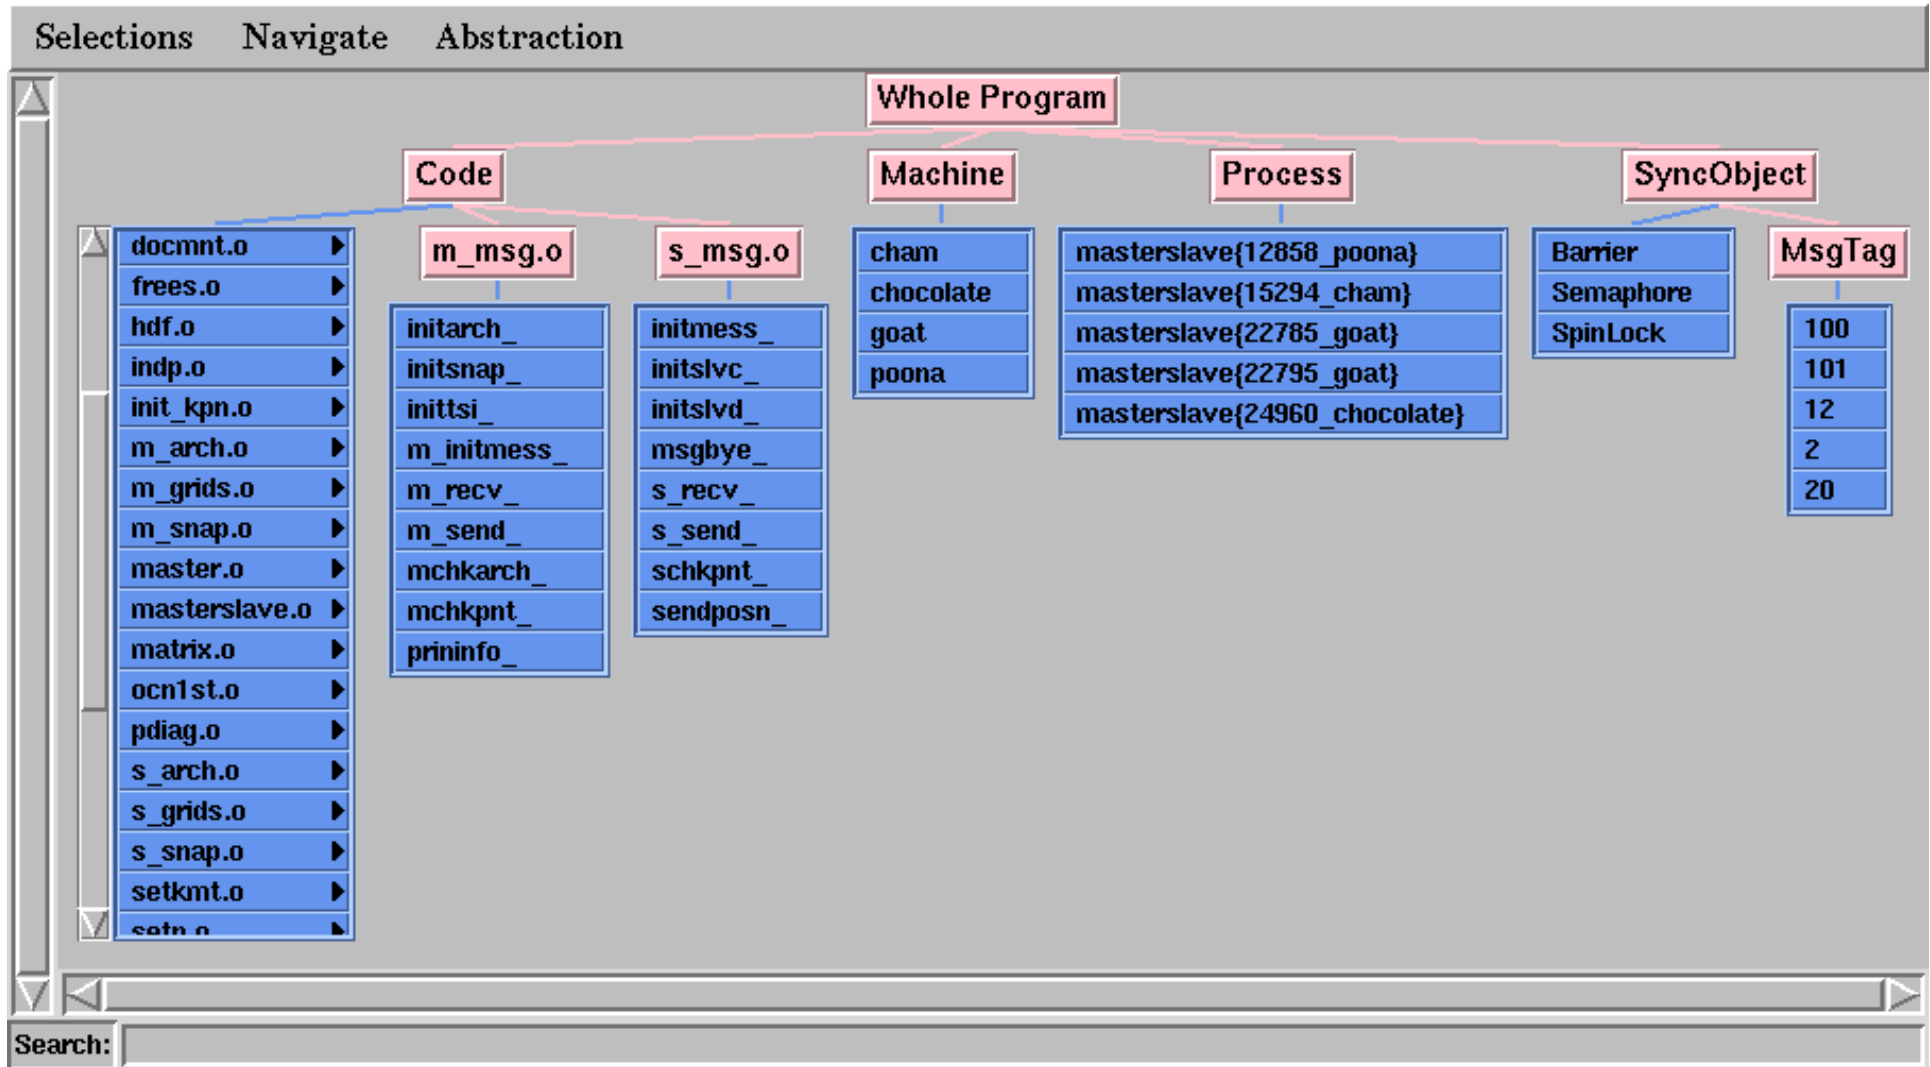 Selections Navigate Abstraction
Whole Program
Code Machine Process SyncObject
docmnt.o
frees.o
hdf.o
indp.o
init_kpn.o
m_arch.o
m_grids.o
m_snap.o
master.o
masterslave.o
matrix.o
ocn1st.o
pdiag.o
s_arch.o
s_grids.o
s_snap.o
setkmt.o
m_msg.o
initarch_
initsnap_
inittsi_
m_initmess_
m_recv_
m_send_
mchkarch_
mchkpnt_
prininfo_
s_msg.o
initmess_
initslvc_
initslvd_
msgbye_
s_recv_
s_send_
schkpnt_
sendposn_
cham
chocolate
goat
poona
masterslave{12858_poona}
masterslave{15294_cham}
masterslave{22785_goat}
masterslave{22795_goat}
masterslave{24960_chocolate}
Barrier
Semaphore
SpinLock
MsgTag
100
101
12
2
20
Search: